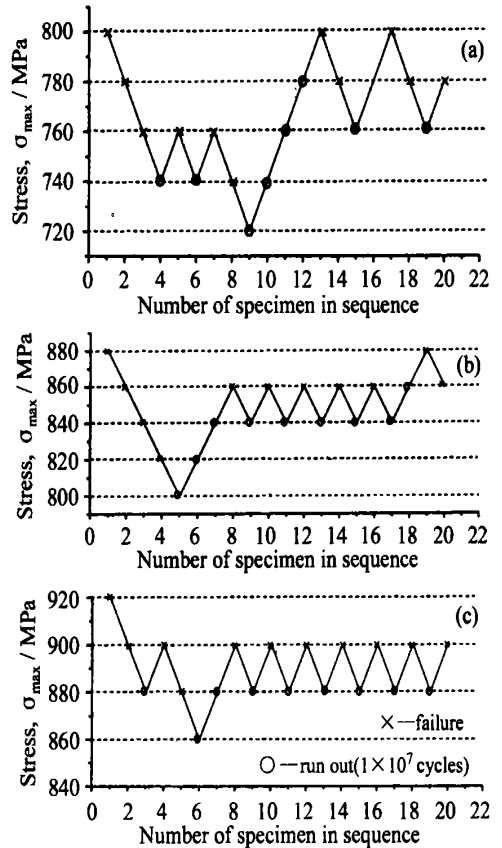 (a)
Stress, σmax / MPa
800
780
760
740
720
0 2 4 6 8 10 12 14 16 18 20 22
Number of specimen in sequence
(b)
Stress, σmax / MPa
880
860
840
820
800
0 2 4 6 8 10 12 14 16 18 20 22
Number of specimen in sequence
(c)
Stress, σmax / MPa
920
900
880
860
840
×—failure
○—run out(1×10⁷ cycles)
0 2 4 6 8 10 12 14 16 18 20 22
Number of specimen in sequence